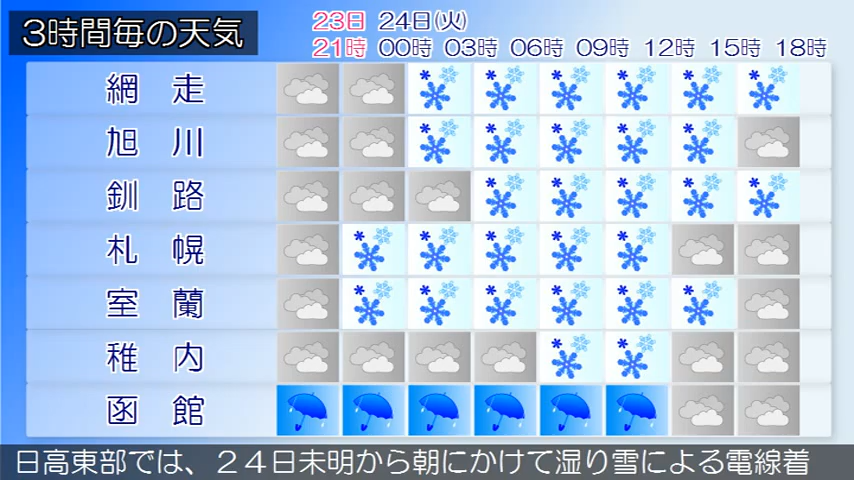 3時間毎の天気
23日 24日(火)
21時 00時 03時 06時 09時 12時 15時 18時
網走
旭川
釧路
札幌
室蘭
稚内
函館
日高東部では、２４日未明から朝にかけて湿り雪による電線着